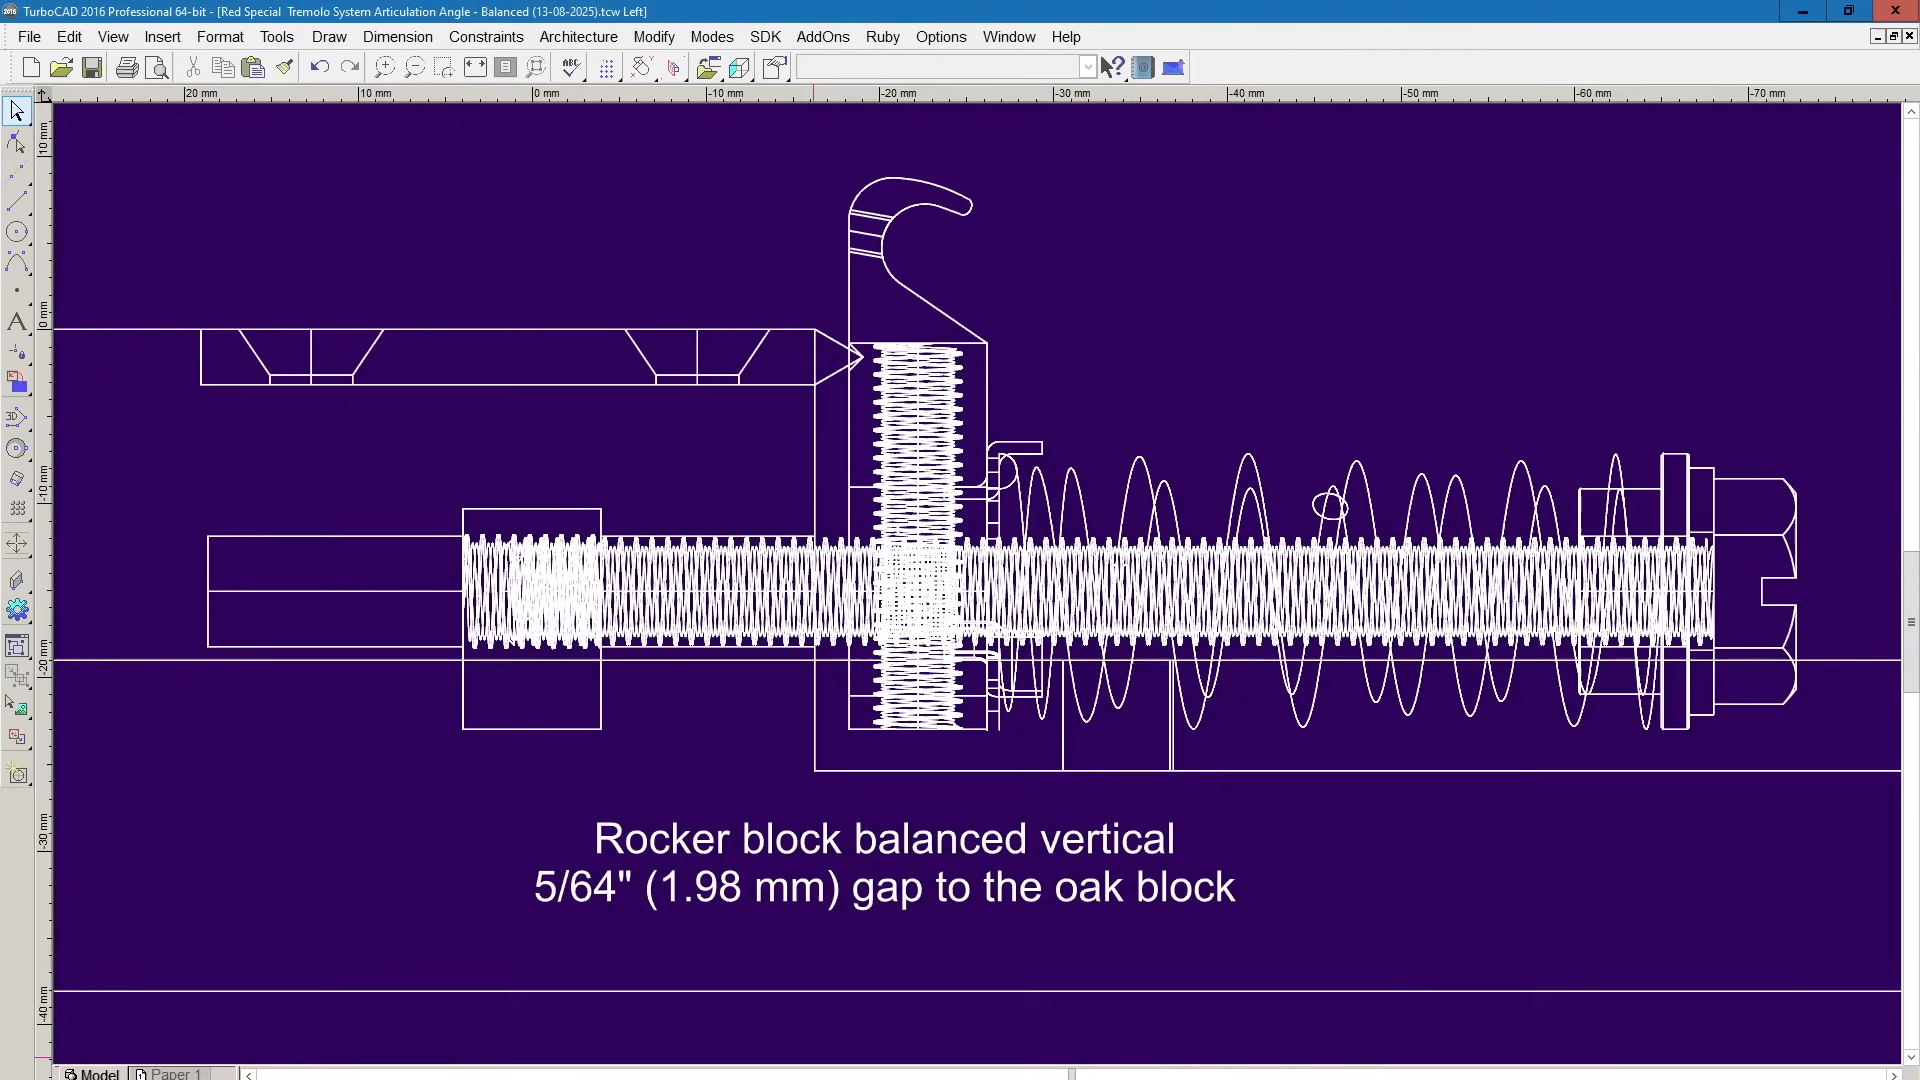 TurboCAD 2016 Professional 64-bit - [Red Special  Tremolo System Articulation Angle - Balanced (13-08-2025).tcw Left]
File Edit View Insert Format Tools Draw Dimension Constraints Architecture Modify Modes SDK AddOns Ruby Options Window Help
20 mm 10 mm 0 mm -10 mm -20 mm -30 mm -40 mm -50 mm -60 mm -70 mm
10 mm
0 mm
-10 mm
-20 mm
-30 mm
-40 mm
Rocker block balanced vertical
5/64" (1.98 mm) gap to the oak block
Model Paper 1